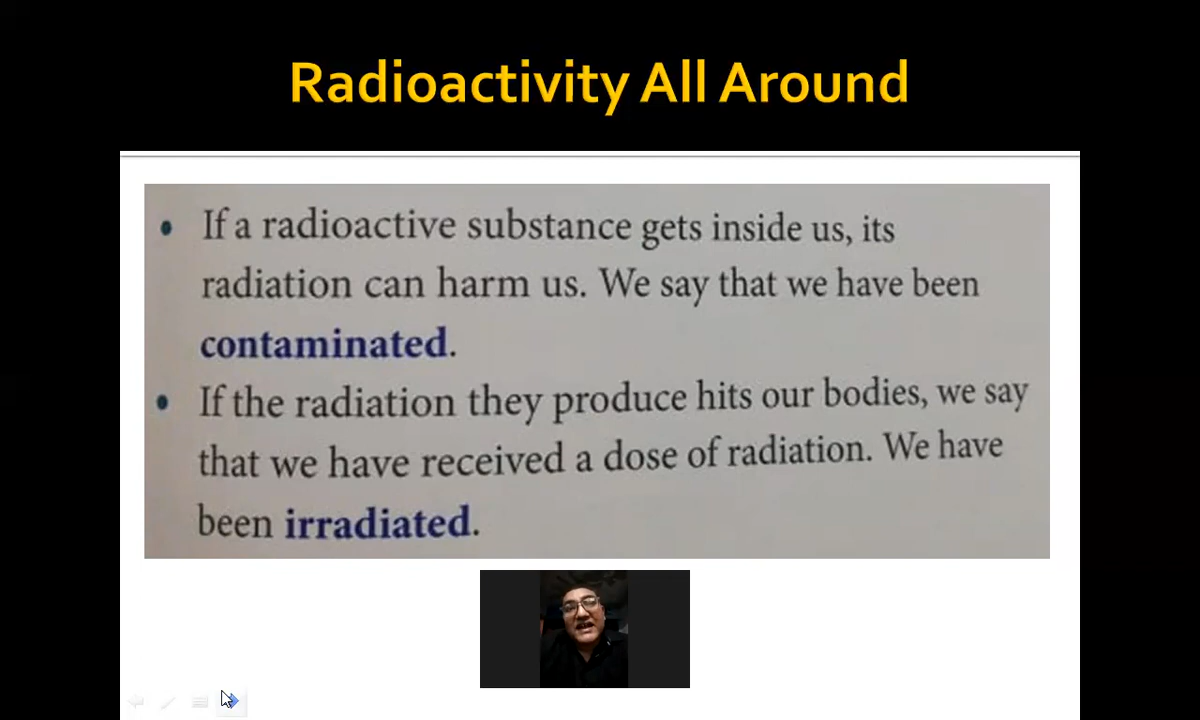 Radioactivity All Around
• If a radioactive substance gets inside us, its
radiation can harm us. We say that we have been
contaminated.
• If the radiation they produce hits our bodies, we say
that we have received a dose of radiation. We have
been irradiated.